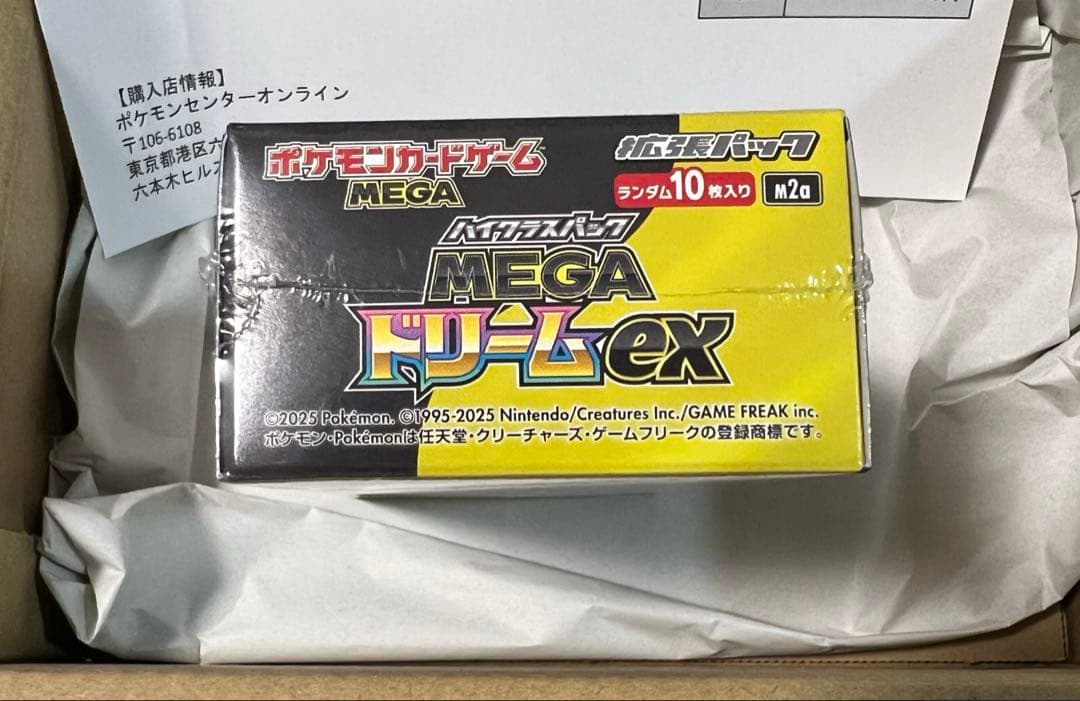 【購入店情報】
ポケモンセンターオンライン
〒106-6108
東京都港区六
六本木ヒルズ
ポケモンカードゲーム
MEGA
拡張パック
ランダム10枚入り
M2a
ハイクラスパック
MEGA
ドリームex
©2025 Pokémon. ©1995-2025 Nintendo/Creatures Inc./GAME FREAK inc.
ポケモン・Pokémonは任天堂・クリーチャーズ・ゲームフリークの登録商標です。